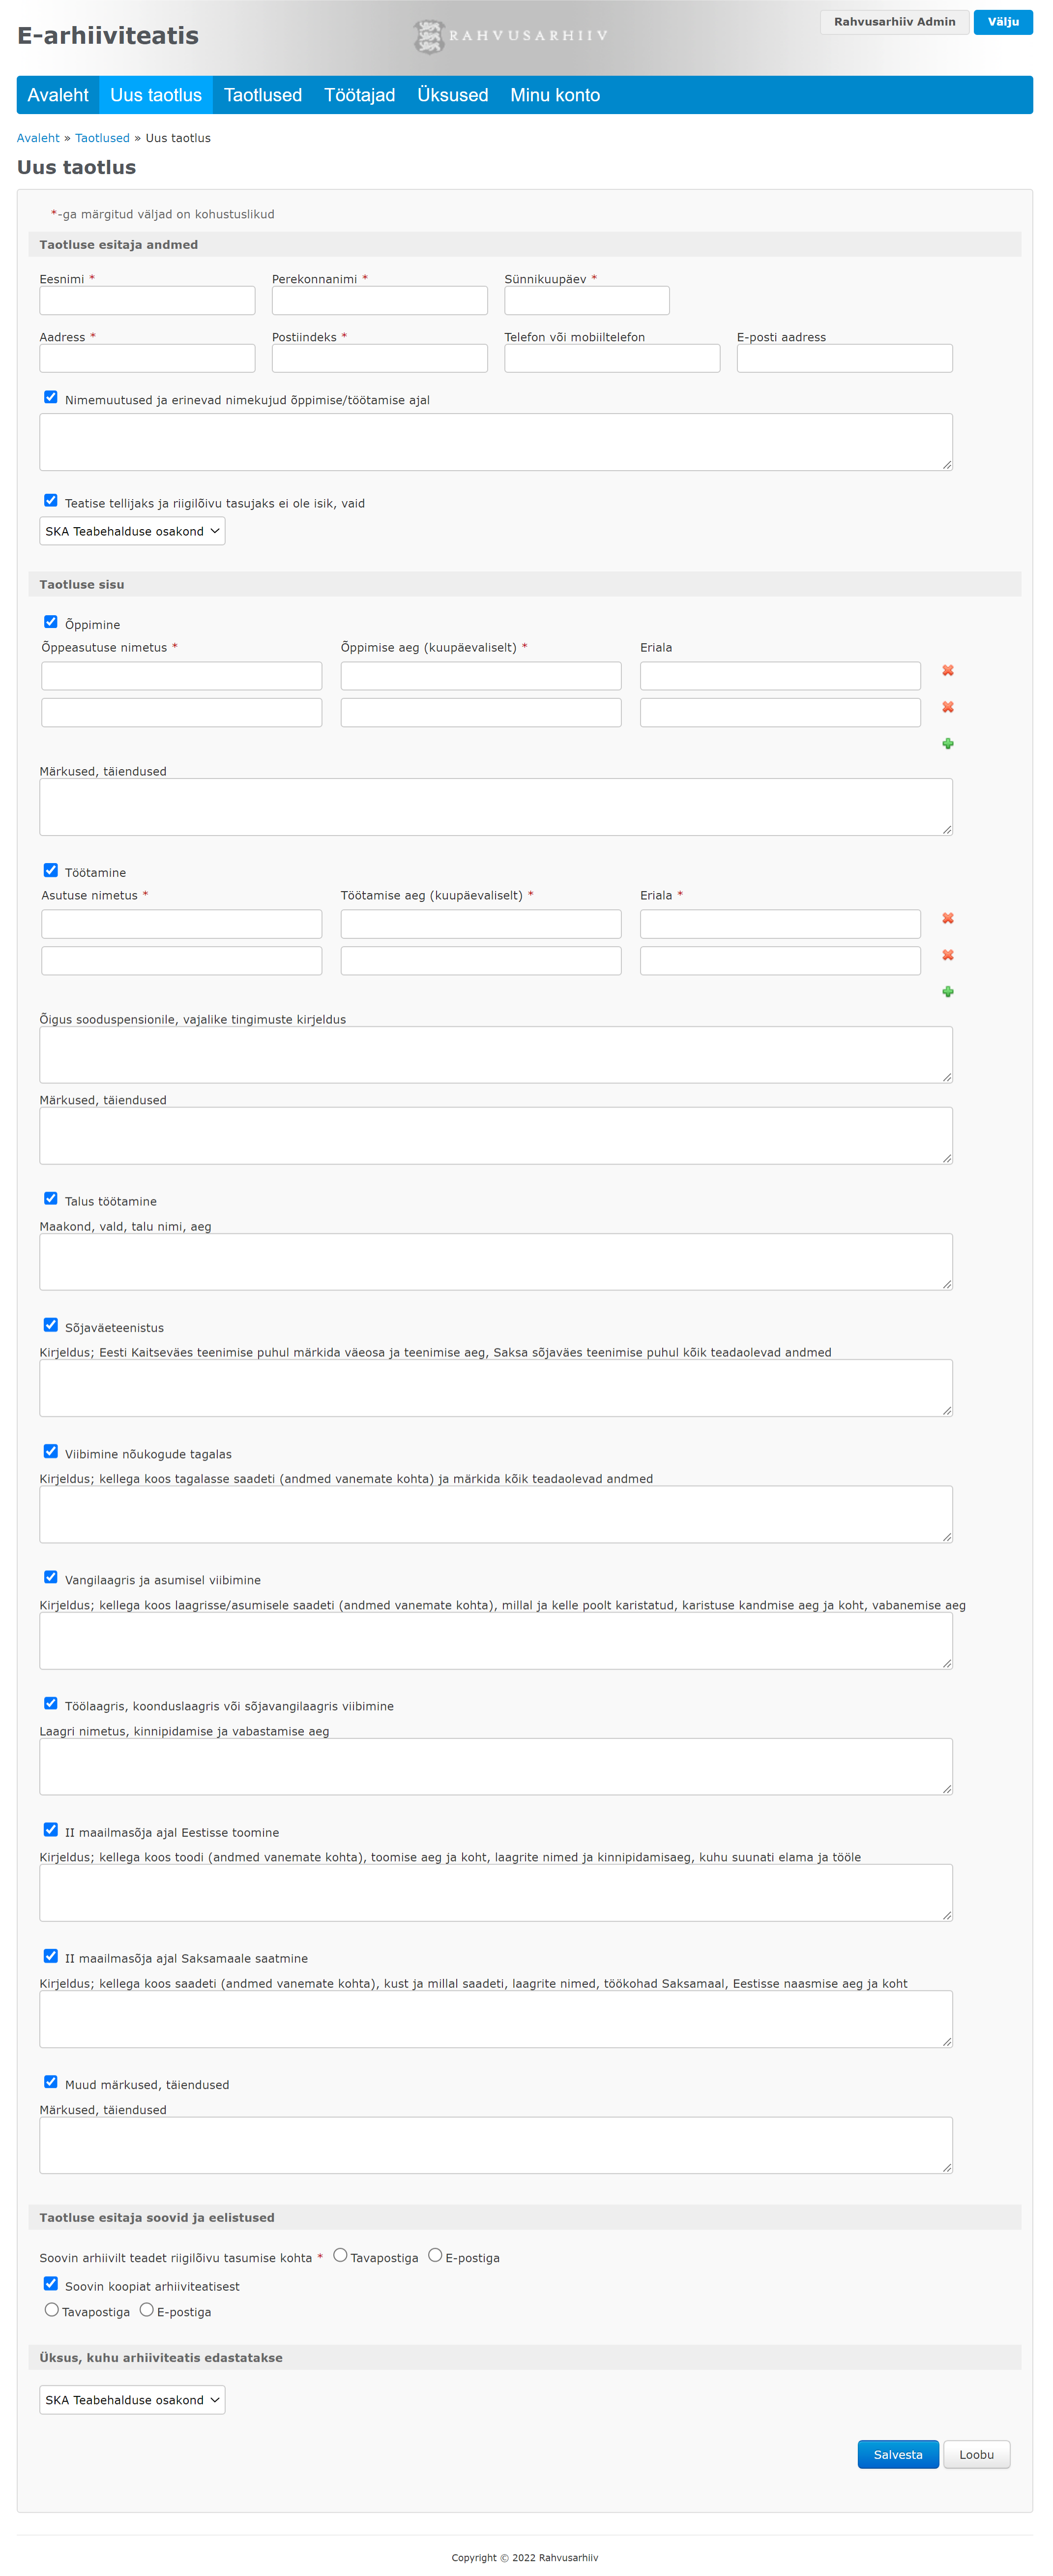 E-arhiiviteatis
RAHVUSARHIIV
Rahvusarhiiv Admin Välju
Avaleht Uus taotlus Taotlused Töötajad Üksused Minu konto
Avaleht » Taotlused » Uus taotlus
Uus taotlus
*-ga märgitud väljad on kohustuslikud
Taotluse esitaja andmed
Eesnimi * Perekonnanimi * Sünnikuupäev *
Aadress * Postiindeks * Telefon või mobiiltelefon E-posti aadress
Nimemuutused ja erinevad nimekujud õppimise/töötamise ajal
Teatise tellijaks ja riigilõivu tasujaks ei ole isik, vaid
SKA Teabehalduse osakond
Taotluse sisu
Õppimine
Õppeasutuse nimetus * Õppimise aeg (kuupäevaliselt) * Eriala
Märkused, täiendused
Töötamine
Asutuse nimetus * Töötamise aeg (kuupäevaliselt) * Eriala *
Õigus sooduspensionile, vajalike tingimuste kirjeldus
Märkused, täiendused
Talus töötamine
Maakond, vald, talu nimi, aeg
Sõjaväeteenistus
Kirjeldus; Eesti Kaitseväes teenimise puhul märkida väeosa ja teenimise aeg, Saksa sõjaväes teenimise puhul kõik teadaolevad andmed
Viibimine nõukogude tagalas
Kirjeldus; kellega koos tagalasse saadeti (andmed vanemate kohta) ja märkida kõik teadaolevad andmed
Vangilaagris ja asumisel viibimine
Kirjeldus; kellega koos laagrisse/asumisele saadeti (andmed vanemate kohta), millal ja kelle poolt karistatud, karistuse kandmise aeg ja koht, vabanemise aeg
Töölaagris, koonduslaagris või sõjavangilaagris viibimine
Laagri nimetus, kinnipidamise ja vabastamise aeg
II maailmasõja ajal Eestisse toomine
Kirjeldus; kellega koos toodi (andmed vanemate kohta), toomise aeg ja koht, laagrite nimed ja kinnipidamisaeg, kuhu suunati elama ja tööle
II maailmasõja ajal Saksamaale saatmine
Kirjeldus; kellega koos saadeti (andmed vanemate kohta), kust ja millal saadeti, laagrite nimed, töökohad Saksamaal, Eestisse naasmise aeg ja koht
Muud märkused, täiendused
Märkused, täiendused
Taotluse esitaja soovid ja eelistused
Soovin arhiivilt teadet riigilõivu tasumise kohta * Tavapostiga E-postiga
Soovin koopiat arhiiviteatisest
Tavapostiga E-postiga
Üksus, kuhu arhiiviteatis edastatakse
SKA Teabehalduse osakond
Salvesta Loobu
Copyright © 2022 Rahvusarhiiv